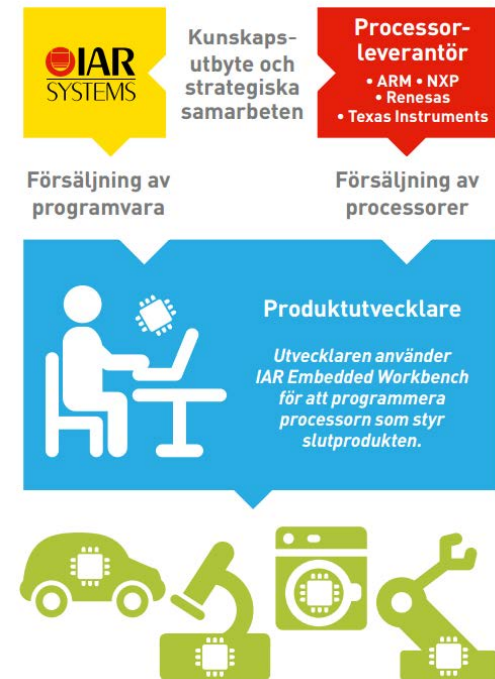 IAR
SYSTEMS
Kunskaps-
utbyte och
strategiska
samarbeten
Processor-
leverantör
• ARM • NXP
• Renesas
• Texas Instruments
Försäljning av
programvara
Försäljning av
processorer
Produktutvecklare
Utvecklaren använder
IAR Embedded Workbench
för att programmera
processorn som styr
slutprodukten.